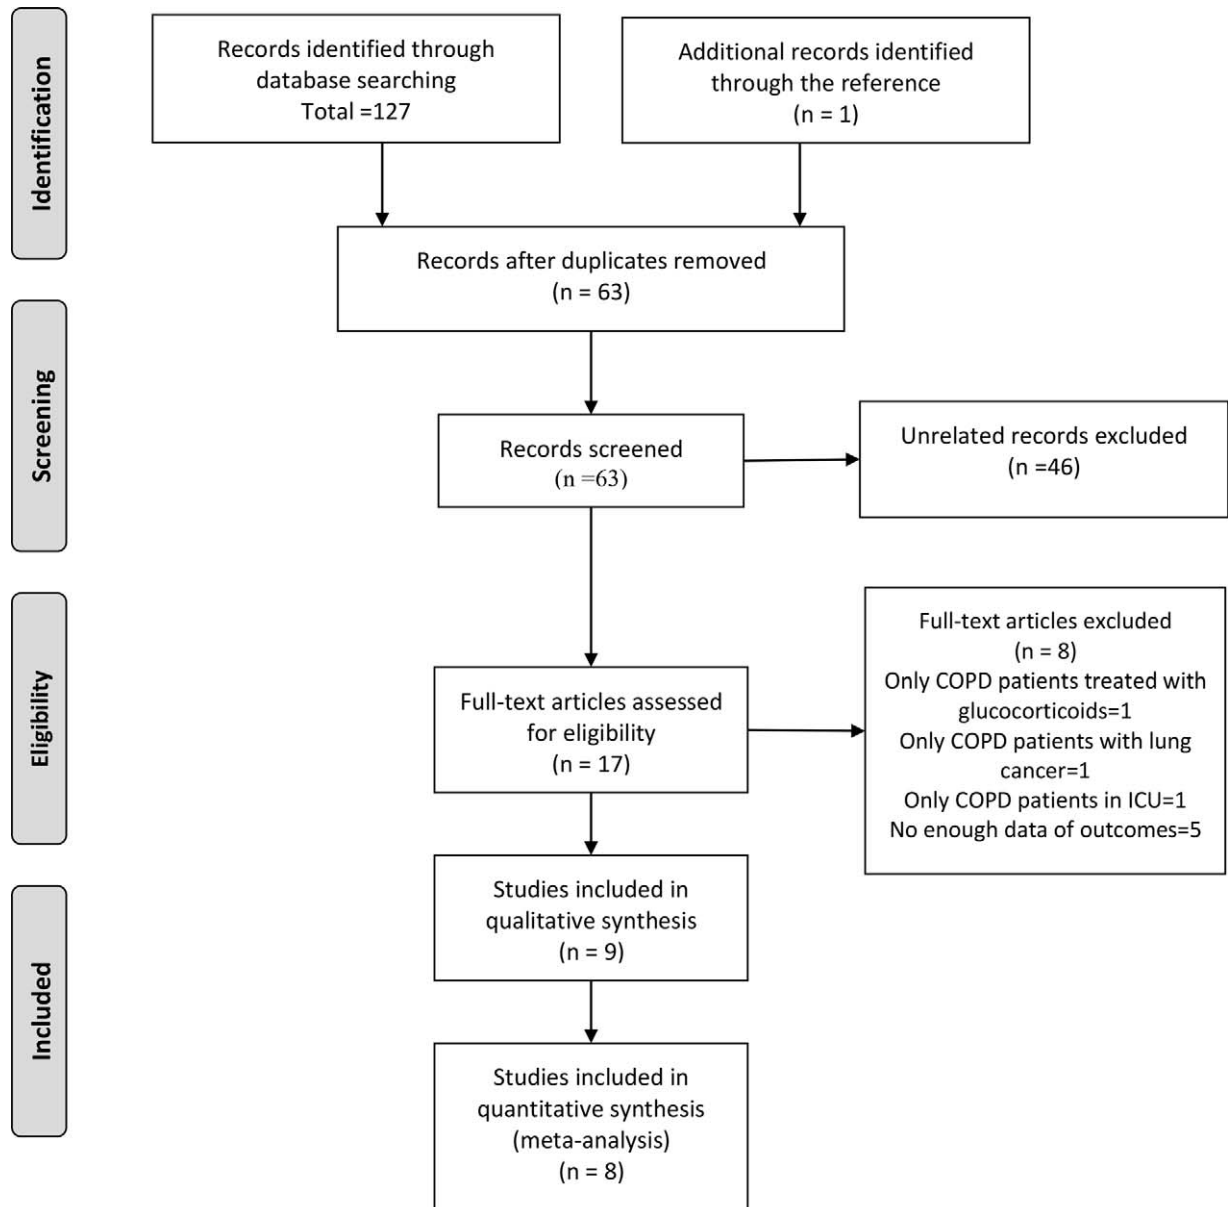 Identification
Records identified through
database searching
Total =127
Additional records identified
through the reference
(n = 1)
Records after duplicates removed
(n = 63)
Screening
Records screened
(n =63)
Unrelated records excluded
(n =46)
Eligibility
Full-text articles assessed
for eligibility
(n = 17)
Full-text articles excluded
(n = 8)
Only COPD patients treated with
glucocorticoids=1
Only COPD patients with lung
cancer=1
Only COPD patients in ICU=1
No enough data of outcomes=5
Included
Studies included in
qualitative synthesis
(n = 9)
Studies included in
quantitative synthesis
(meta-analysis)
(n = 8)